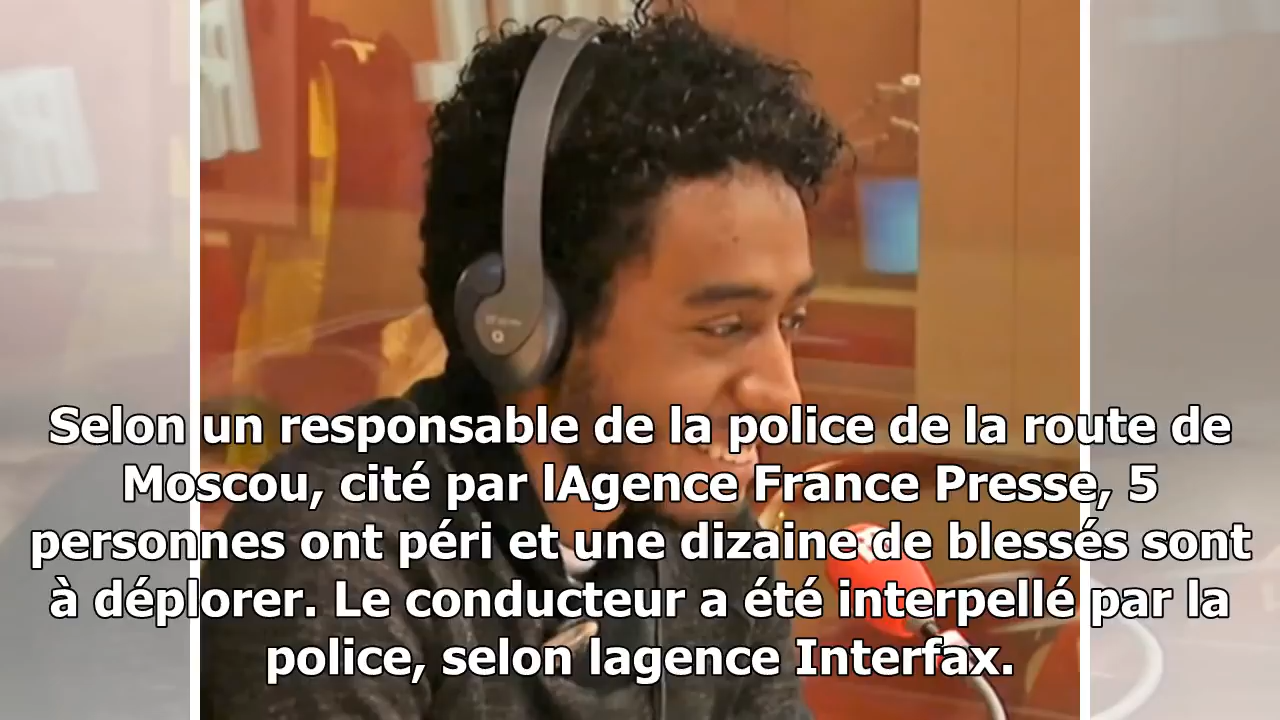 Selon un responsable de la police de la route de
Moscou, cité par lAgence France Presse, 5
personnes ont péri et une dizaine de blessés sont
à déplorer. Le conducteur a été interpellé par la
police, selon lagence Interfax.